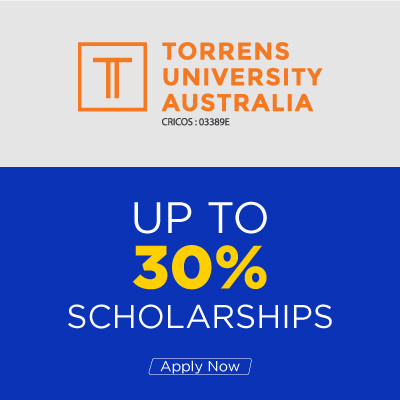 TORRENS
UNIVERSITY
AUSTRALIA
CRICOS : 03389E
UP TO
30%
SCHOLARSHIPS
Apply Now